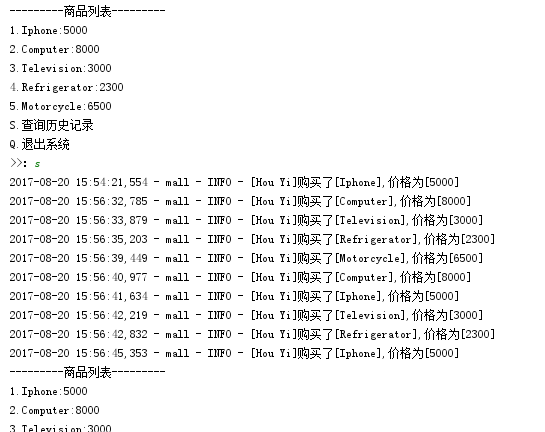 ---------商品列表---------
1.Iphone:5000
2.Computer:8000
3.Television:3000
4.Refrigerator:2300
5.Motorcycle:6500
S.查询历史记录
Q.退出系统
>>: s
2017-08-20 15:54:21,554 - mall - INFO - [Hou Yi]购买了[Iphone],价格为[5000]
2017-08-20 15:56:32,785 - mall - INFO - [Hou Yi]购买了[Computer],价格为[8000]
2017-08-20 15:56:33,879 - mall - INFO - [Hou Yi]购买了[Television],价格为[3000]
2017-08-20 15:56:35,203 - mall - INFO - [Hou Yi]购买了[Refrigerator],价格为[2300]
2017-08-20 15:56:39,449 - mall - INFO - [Hou Yi]购买了[Motorcycle],价格为[6500]
2017-08-20 15:56:40,977 - mall - INFO - [Hou Yi]购买了[Computer],价格为[8000]
2017-08-20 15:56:41,634 - mall - INFO - [Hou Yi]购买了[Iphone],价格为[5000]
2017-08-20 15:56:42,219 - mall - INFO - [Hou Yi]购买了[Television],价格为[3000]
2017-08-20 15:56:42,832 - mall - INFO - [Hou Yi]购买了[Refrigerator],价格为[2300]
2017-08-20 15:56:45,353 - mall - INFO - [Hou Yi]购买了[Iphone],价格为[5000]
---------商品列表---------
1.Iphone:5000
2.Computer:8000
3.Television:3000